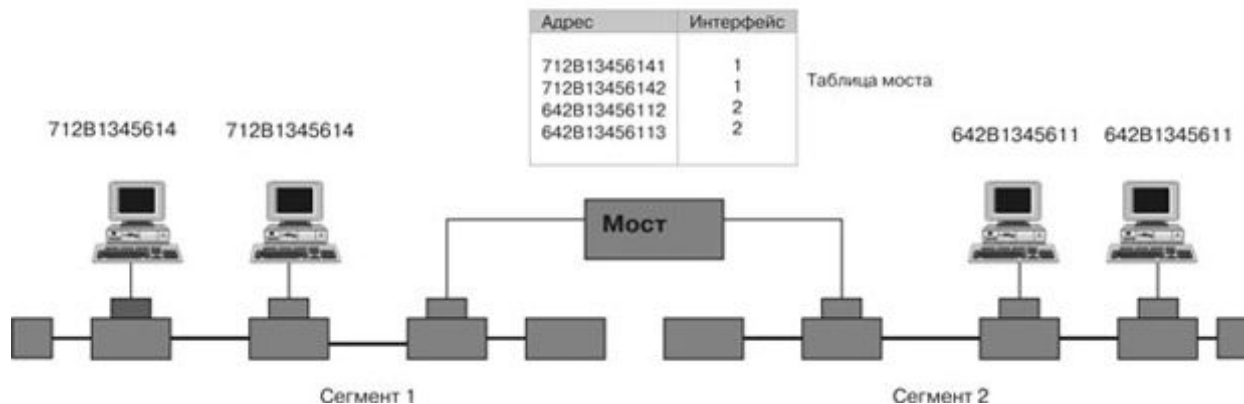 Адрес Интерфейс
712B13456141 1
712B13456142 1
642B13456112 2
642B13456113 2
Таблица моста
712B1345614 712B1345614
642B1345611 642B1345611
Мост
Сегмент 1 Сегмент 2